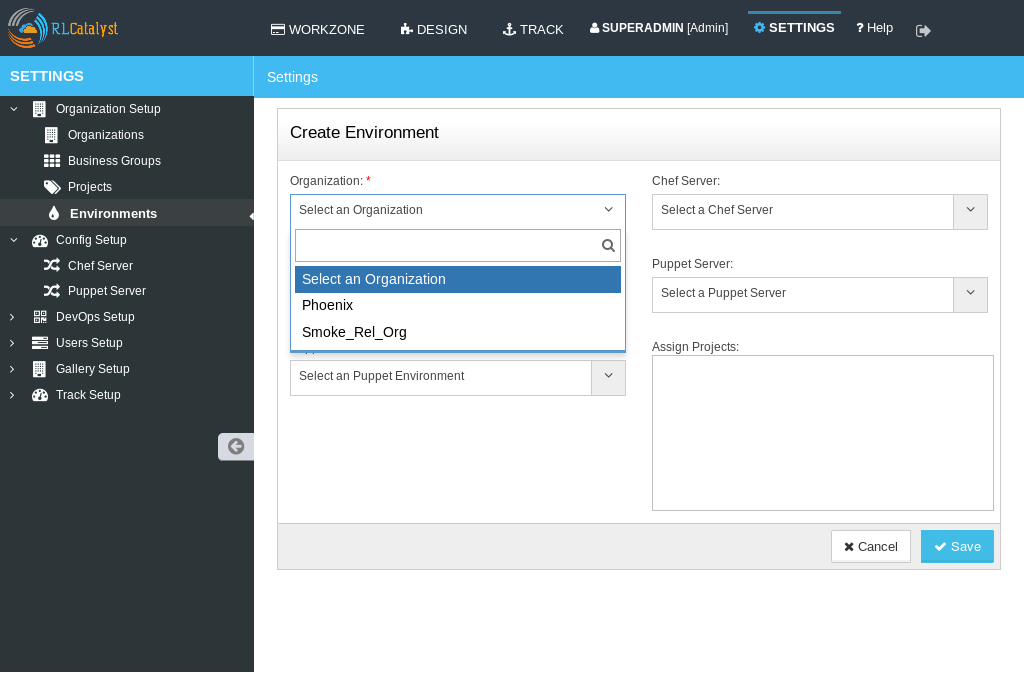 RLCatalyst
WORKZONE
DESIGN
TRACK
SUPERADMIN [Admin]
SETTINGS
? Help
SETTINGS
Settings
Organization Setup
Organizations
Business Groups
Projects
Environments
Config Setup
Chef Server
Puppet Server
DevOps Setup
Users Setup
Gallery Setup
Track Setup
Create Environment
Organization: *
Select an Organization
Select an Organization
Phoenix
Smoke_Rel_Org
Select an Puppet Environment
Chef Server:
Select a Chef Server
Puppet Server:
Select a Puppet Server
Assign Projects:
Cancel
Save